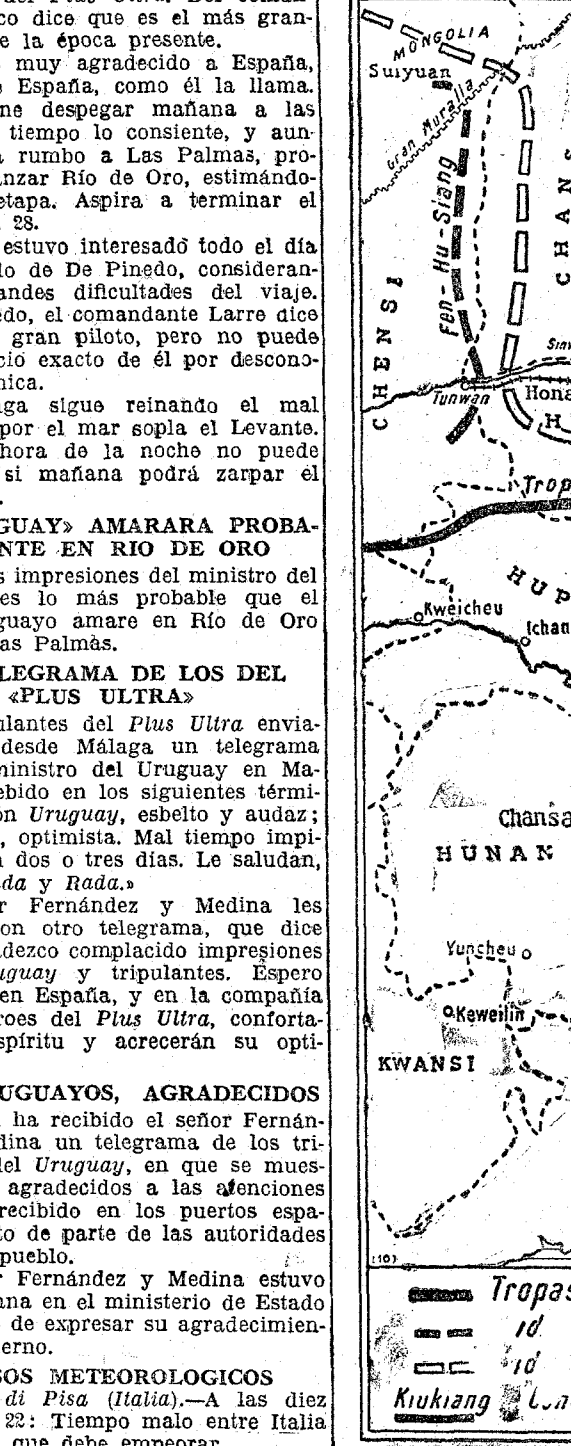 co dice que es el más gran-
e la época presente.
muy agradecido a España,
España, como él la llama.
ne despegar mañana a las
tiempo lo consiente, y aun-
rumbo a Las Palmas, pro-
nzar Río de Oro, estimándo-
etapa. Aspira a terminar el
28.
estuvo interesado todo el día
lo de De Pinedo, consideran-
andes dificultades del viaje.
edo, el comandante Larre dice
gran piloto, pero no puede
cio exacto de él por descono-
nica.
ga sigue reinando el mal
por el mar sopla el Levante.
hora de la noche no puede
si mañana podrá zarpar el
GUAY» AMARARA PROBA-
NTE EN RIO DE ORO
s impresiones del ministro del
es lo más probable que el
guayo amare en Río de Oro
as Palmas.
LEGRAMA DE LOS DEL
«PLUS ULTRA»
ulantes del Plus Ultra envia-
desde Málaga un telegrama
ministro del Uruguay en Ma-
ebido en los siguientes térmi-
ón Uruguay, esbelto y audaz;
, optimista. Mal tiempo impi-
dos o tres días. Le saludan,
da y Rada.»
r Fernández y Medina les
on otro telegrama, que dice
dezco complacido impresiones
uguay y tripulantes. Espero
en España, y en la compañía
roes del Plus Ultra, conforta-
spíritu y acrecerán su opti-
UGUAYOS, AGRADECIDOS
ha recibido el señor Fernán-
dina un telegrama de los tri-
del Uruguay, en que se mues-
agradecidos a las atenciones
recibido en los puertos espa-
to de parte de las autoridades
pueblo.
r Fernández y Medina estuvo
ana en el ministerio de Estado
de expresar su agradecimien-
erno.
SOS METEOROLOGICOS
di Pisa (Italia).—A las diez
22: Tiempo malo entre Italia
que debe empeorar
MONGOLIA
Suiyuan
Gran Muralla
Fen-Hu-Siang
CHANS
CHENSI
Tunwan
Hona
H
Trop
HUP
Kweicheu
Ichan
Chansa
HUNAN
Yuncheu
Keweilin
KWANSI
Tropas
id
id
Kiukiang